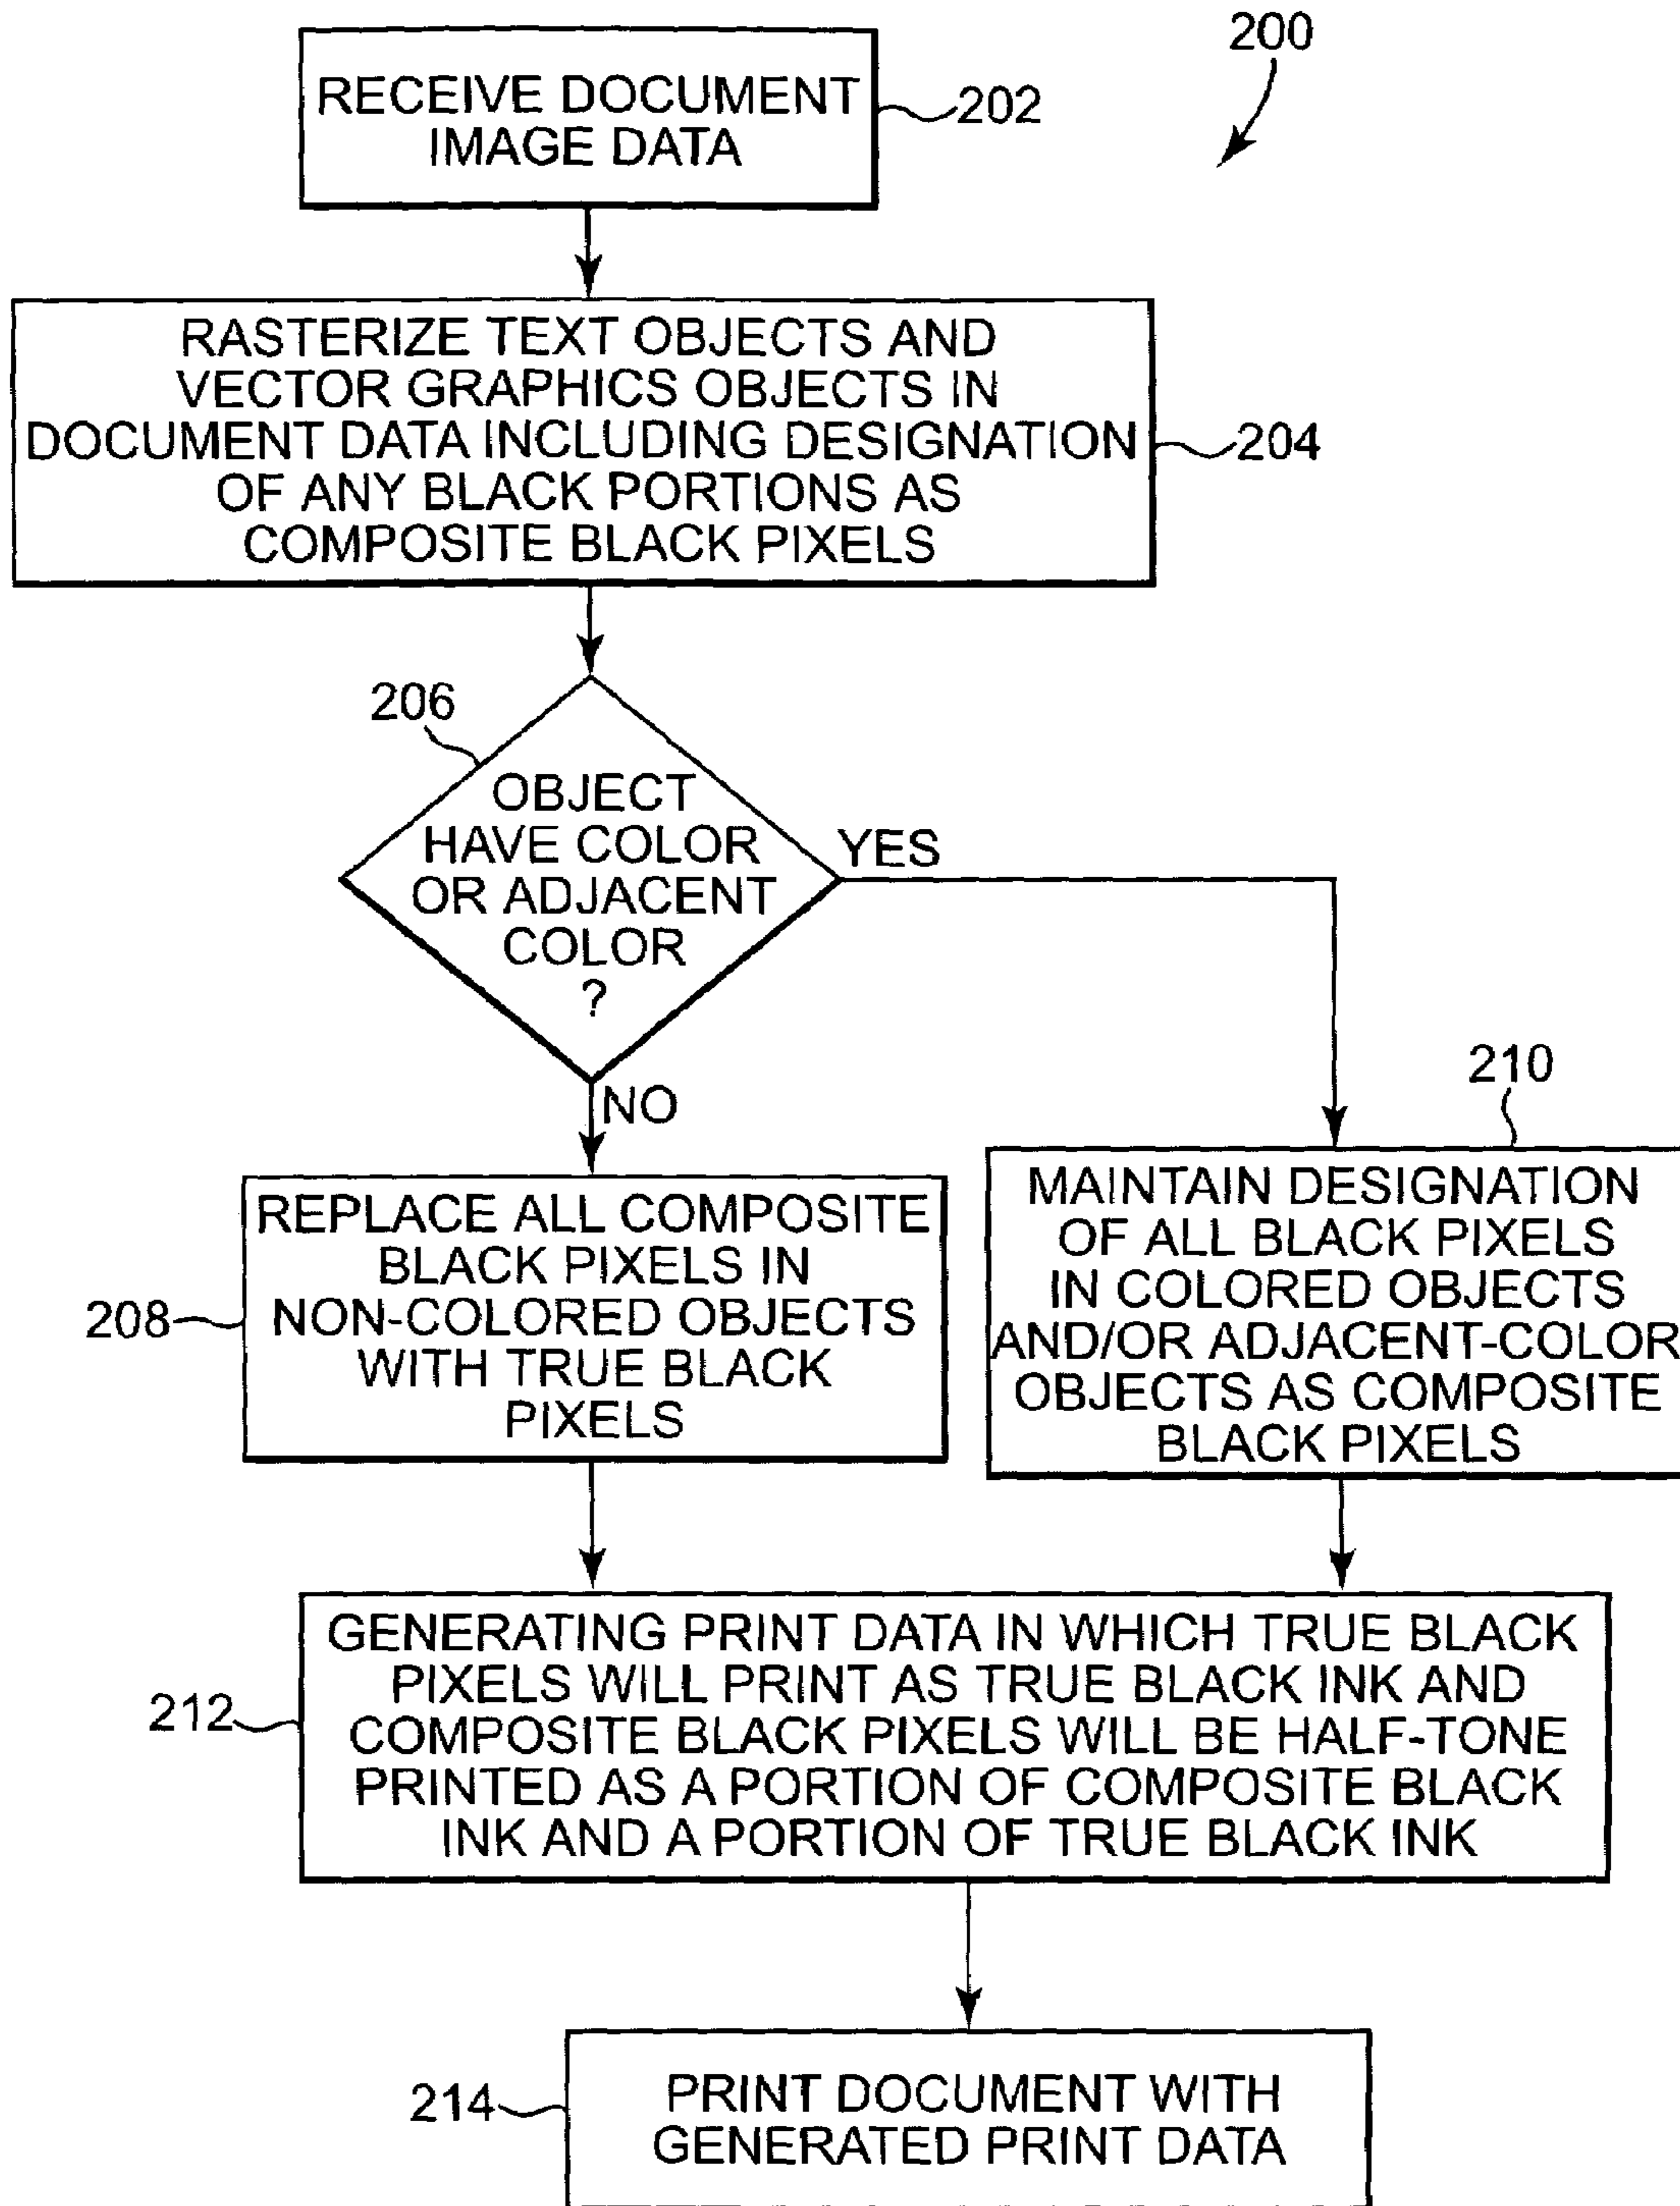 200
RECEIVE DOCUMENT
IMAGE DATA
202
RASTERIZE TEXT OBJECTS AND
VECTOR GRAPHICS OBJECTS IN
DOCUMENT DATA INCLUDING DESIGNATION
OF ANY BLACK PORTIONS AS
COMPOSITE BLACK PIXELS
204
206
OBJECT
HAVE COLOR
OR ADJACENT
COLOR
?
YES
NO
210
REPLACE ALL COMPOSITE
BLACK PIXELS IN
NON-COLORED OBJECTS
WITH TRUE BLACK
PIXELS
208
MAINTAIN DESIGNATION
OF ALL BLACK PIXELS
IN COLORED OBJECTS
AND/OR ADJACENT-COLOR
OBJECTS AS COMPOSITE
BLACK PIXELS
GENERATING PRINT DATA IN WHICH TRUE BLACK
PIXELS WILL PRINT AS TRUE BLACK INK AND
COMPOSITE BLACK PIXELS WILL BE HALF-TONE
PRINTED AS A PORTION OF COMPOSITE BLACK
INK AND A PORTION OF TRUE BLACK INK
212
PRINT DOCUMENT WITH
GENERATED PRINT DATA
214